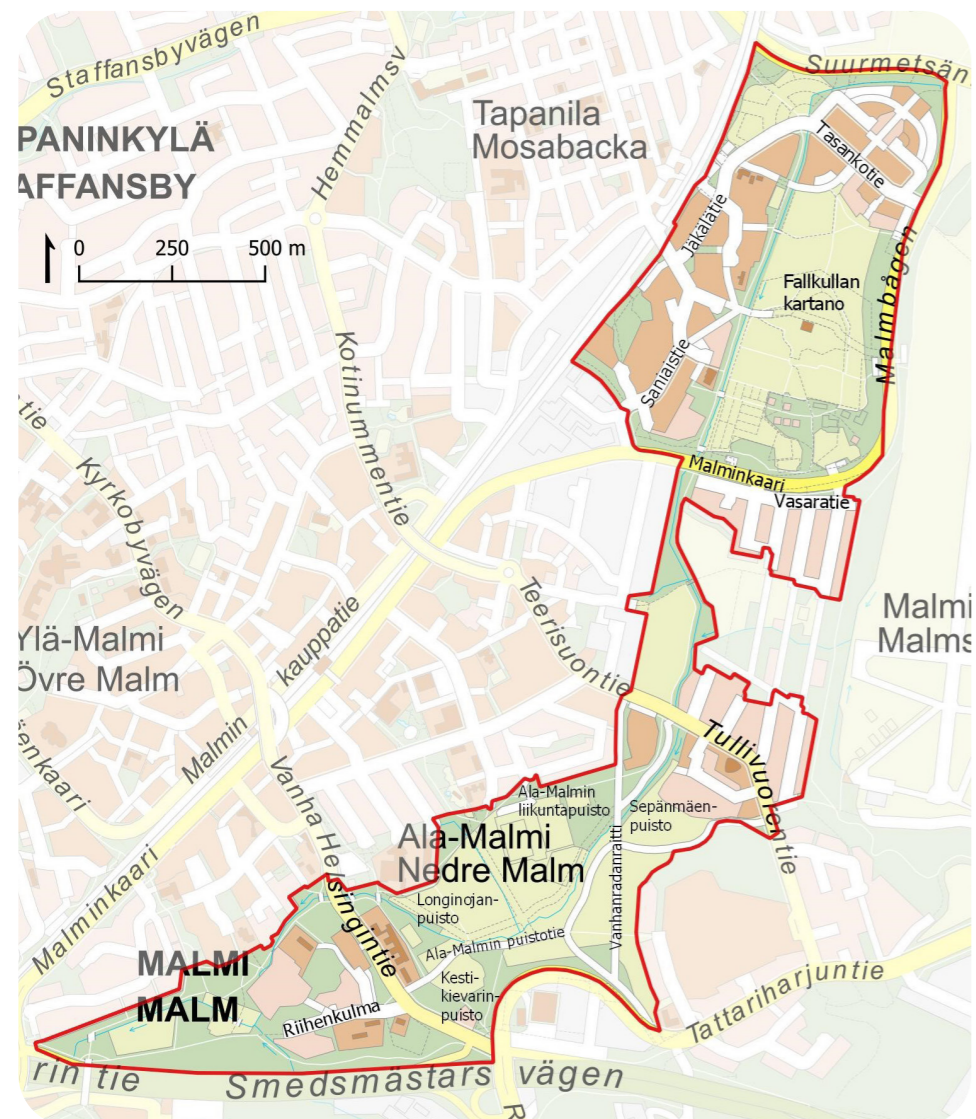 Staffansbyvägen
Suurmetsän
Hemmalmsv
Tapanila
Mosabacka
PANINKYLÄ
AFFANSBY
Tasankotie
0 250 500 m
Jäkälätie
Fallkullan
kartano
Malmbågen
Kotinummentie
Saniaistie
tie
Malminkaari
Vasaratie
Kyrkobyvägen
Teerisuontie
Malmi
Malms
Ylä-Malmi
Övre Malm
Malmin kauppatie
Tullivuorentie
enkaari
Vanha Helsingintie
Ala-Malmin
liikuntapuisto
Sepänmäen-
puisto
Ala-Malmi
Nedre Malm
Malminkaari
Longinojan-
puisto
Vanhanradanraitti
Ala-Malmin puistotie
MALMI
MALM
Kesti-
kievarin-
puisto
Riihenkulma
Tattariharjuntie
rin tie
Smedsmästars vägen
R